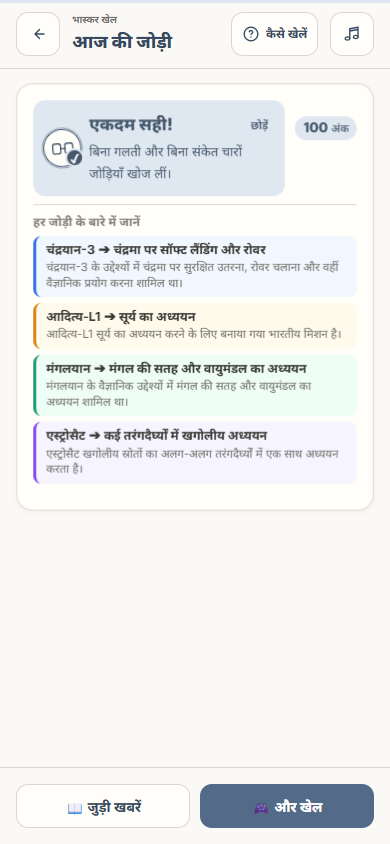 भास्कर खेल
आज की जोड़ी
कैसे खेलें
एकदम सही!
छोड़ें
बिना गलती और बिना संकेत चारों
जोड़ियाँ खोज लीं।
100 अंक
हर जोड़ी के बारे में जानें
चंद्रयान-3 ➔ चंद्रमा पर सॉफ्ट लैंडिंग और रोवर
चंद्रयान-3 के उद्देश्यों में चंद्रमा पर सुरक्षित उतरना, रोवर चलाना और वहीं
वैज्ञानिक प्रयोग करना शामिल था।
आदित्य-L1 ➔ सूर्य का अध्ययन
आदित्य-L1 सूर्य का अध्ययन करने के लिए बनाया गया भारतीय मिशन है।
मंगलयान ➔ मंगल की सतह और वायुमंडल का अध्ययन
मंगलयान के वैज्ञानिक उद्देश्यों में मंगल की सतह और वायुमंडल का
अध्ययन शामिल था।
एस्ट्रोसैट ➔ कई तरंगदैर्घ्यों में खगोलीय अध्ययन
एस्ट्रोसैट खगोलीय स्रोतों का अलग-अलग तरंगदैर्घ्यों में एक साथ अध्ययन
करता है।
जुड़ी खबरें
और खेल